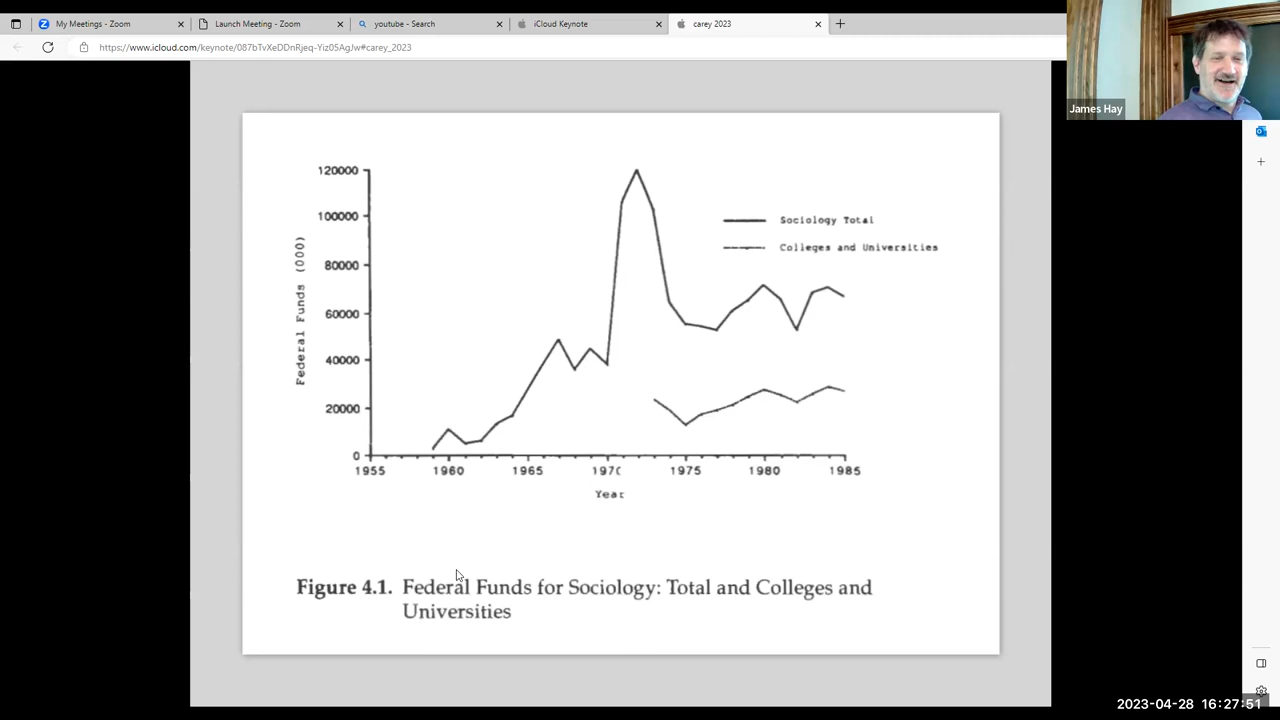 My Meetings - Zoom
Launch Meeting - Zoom
youtube - Search
iCloud Keynote
carey 2023
https://www.icloud.com/keynote/087bTvXeDDnRjeq-Yiz05AgJw#carey_2023
James Hay
120000
100000
80000
60000
40000
20000
0
Federal Funds (000)
Sociology Total
Colleges and Universities
1955 1960 1965 1970 1975 1980 1985
Year
Figure 4.1. Federal Funds for Sociology: Total and Colleges and
Universities
2023-04-28 16:27:51